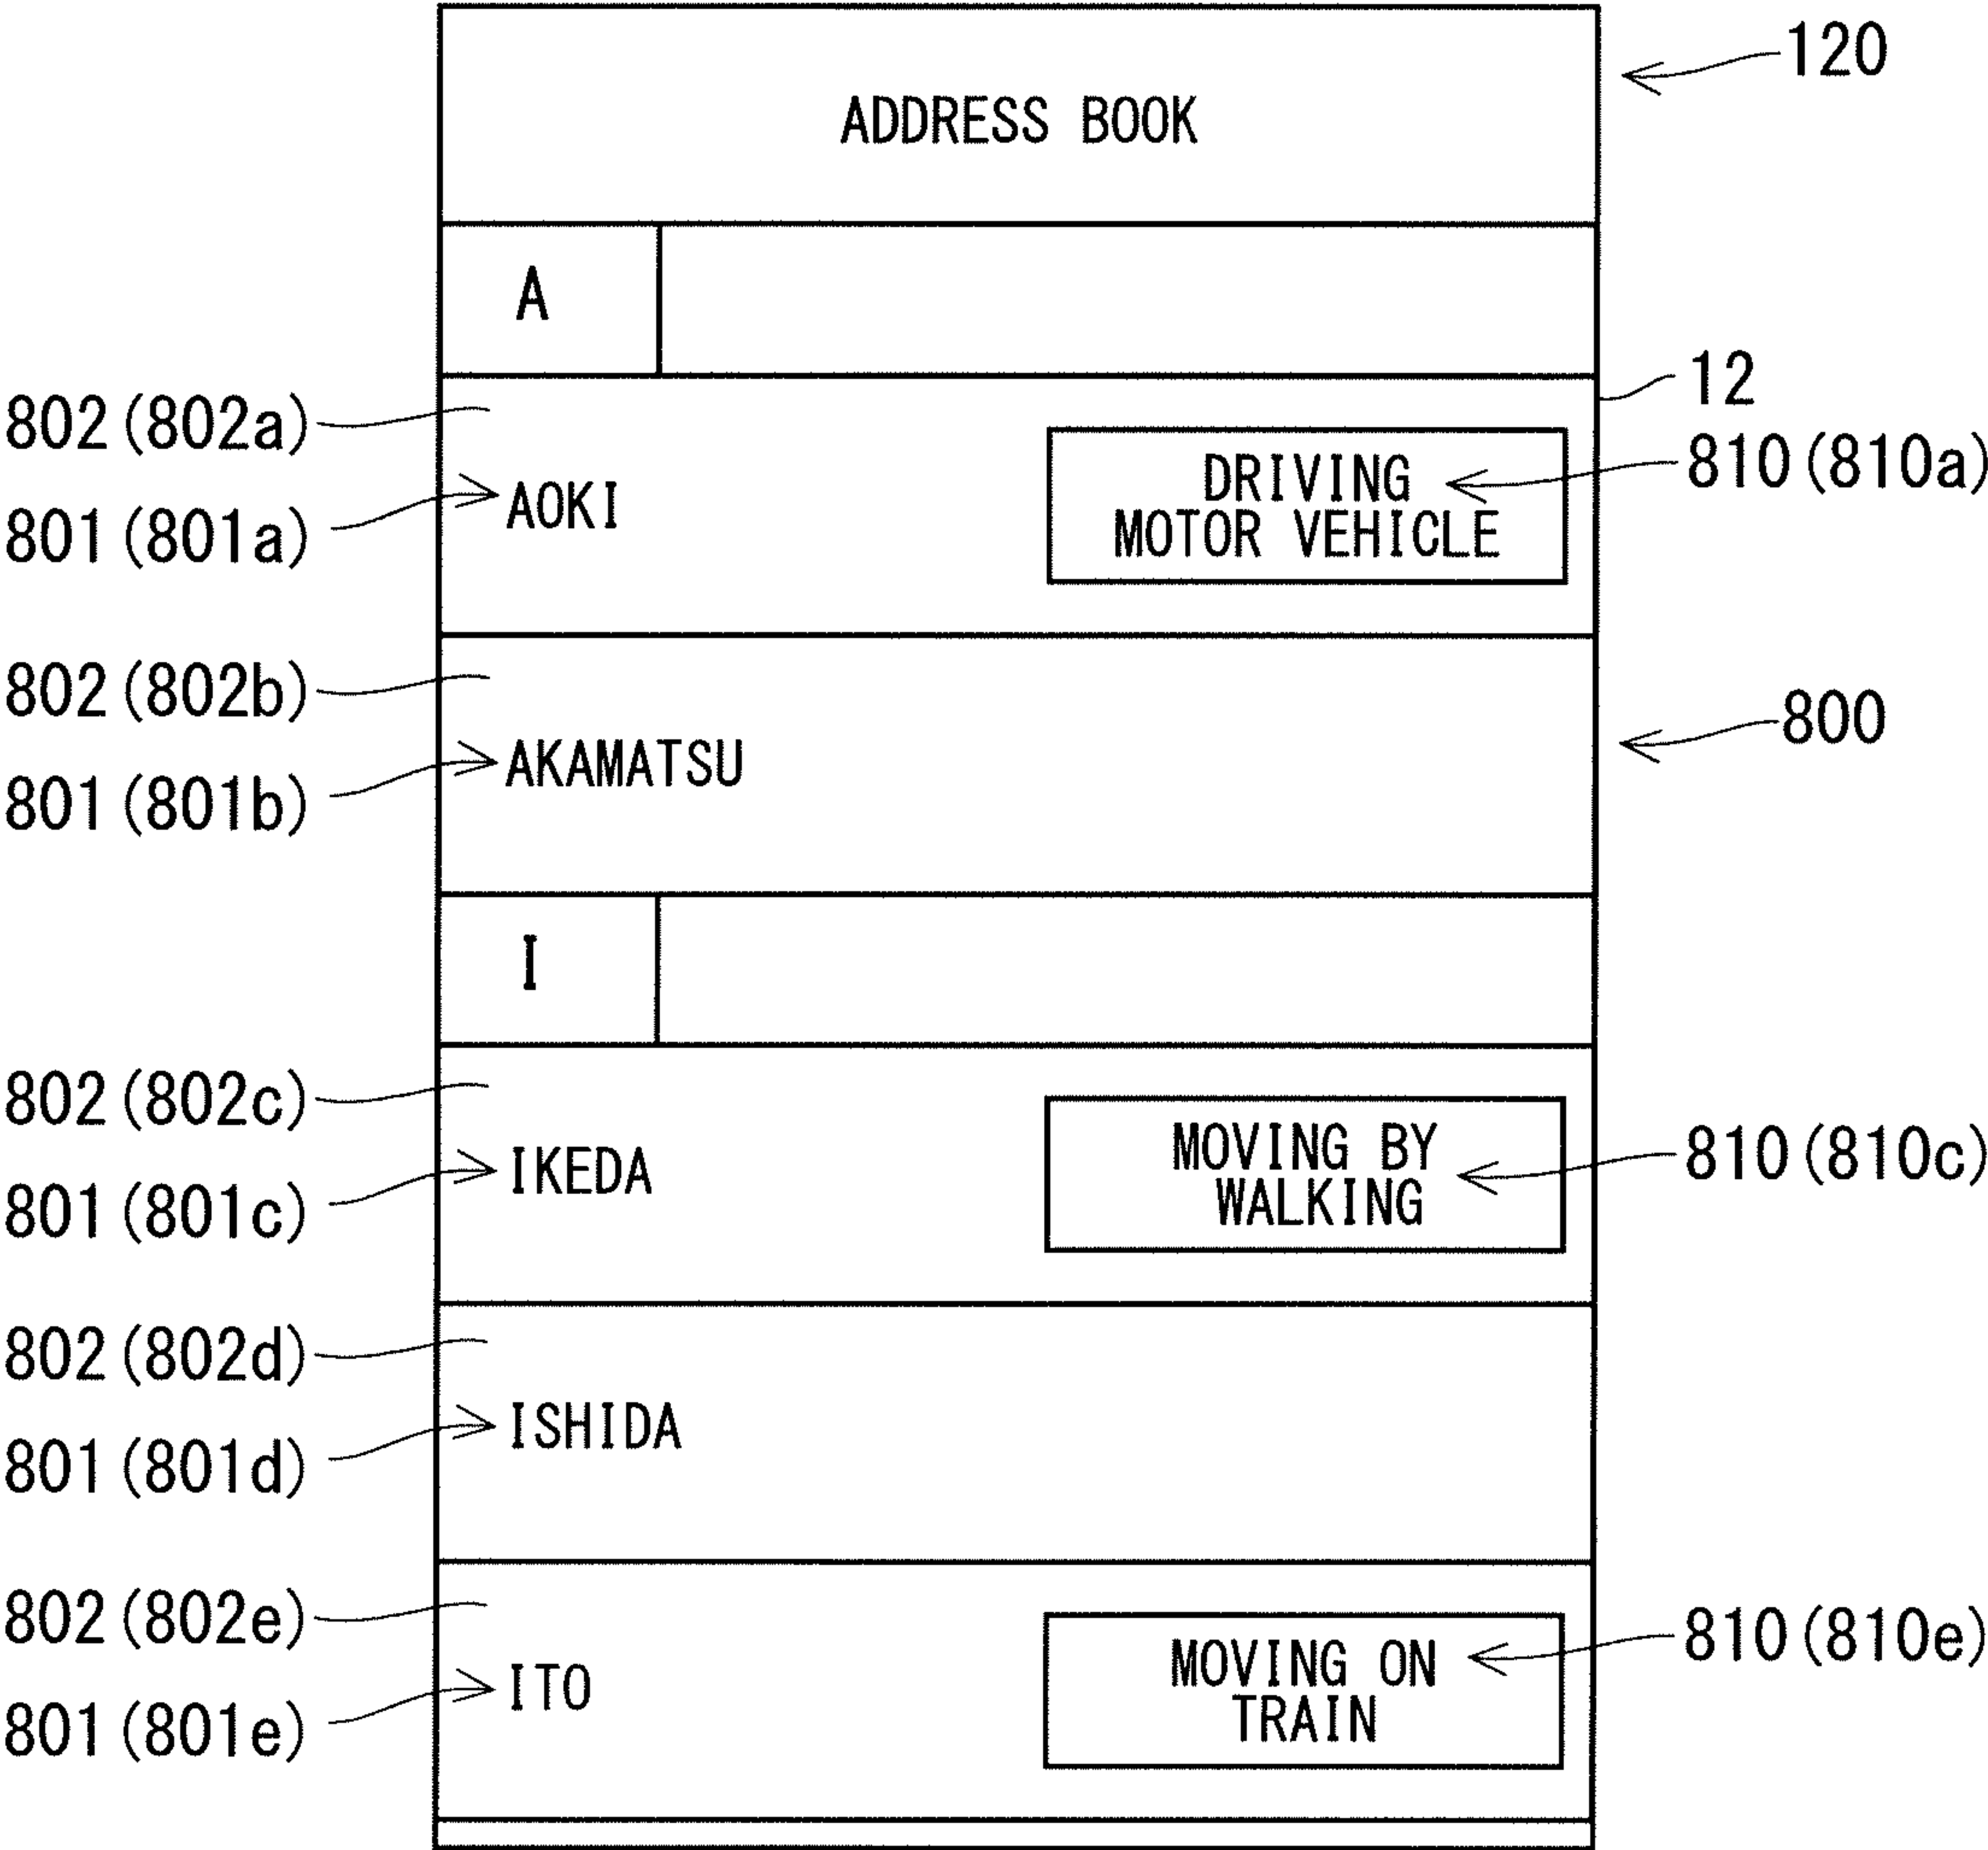 120
ADDRESS BOOK
A
12
802(802a)
DRIVING
MOTOR VEHICLE
810(810a)
801(801a)
AOKI
802(802b)
800
801(801b)
AKAMATSU
I
802(802c)
MOVING BY
WALKING
810(810c)
801(801c)
IKEDA
802(802d)
801(801d)
ISHIDA
802(802e)
MOVING ON
TRAIN
810(810e)
801(801e)
ITO